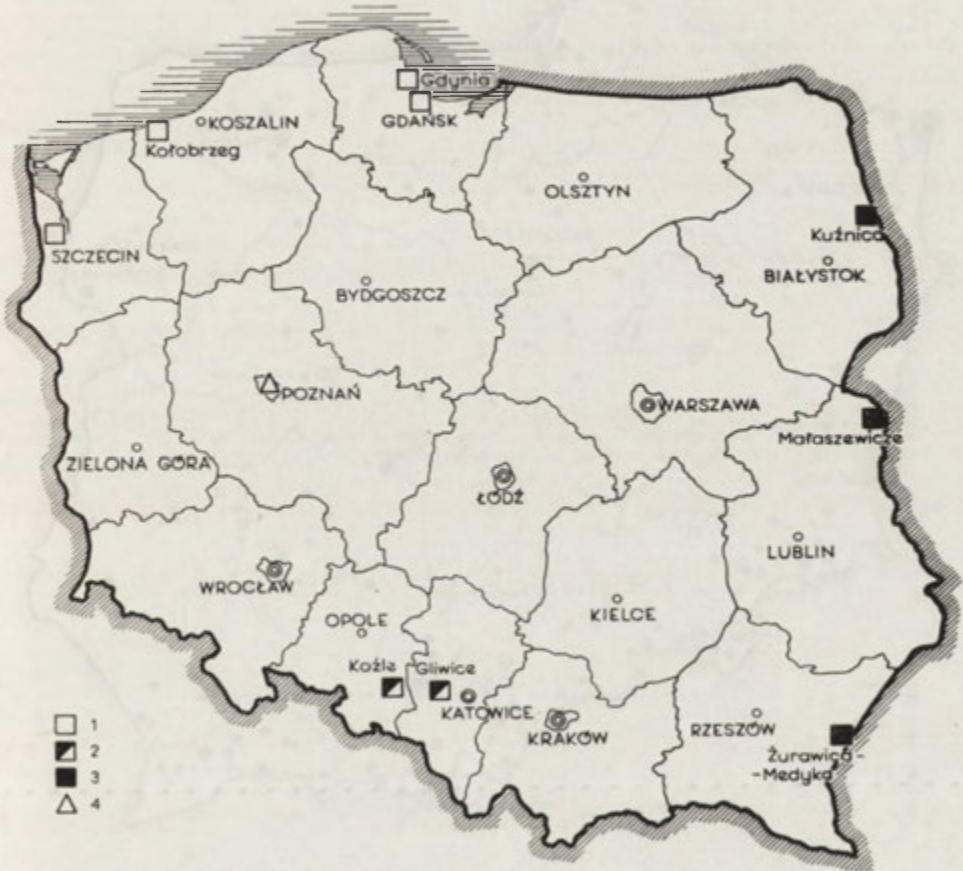 Gdynia
GDAŃSK
KOSZALIN
Kołobrzeg
OLSZTYN
SZCZECIN
Kuźnica
BIAŁYSTOK
BYDGOSZCZ
POZNAŃ
WARSZAWA
Małaszewicze
ZIELONA GÓRA
ŁÓDŹ
LUBLIN
WROCŁAW
KIELCE
OPOLE
Koźle
Gliwice
KATOWICE
KRAKÓW
RZESZÓW
Żurawica-
-Medyka
1
2
3
4